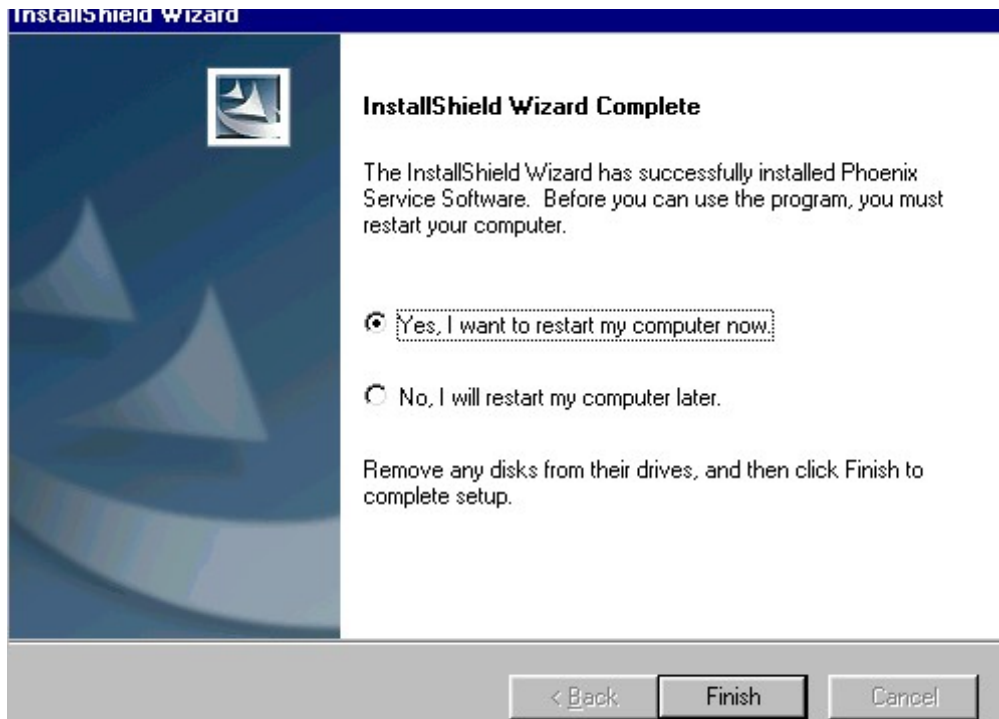 InstallShield Wizard
InstallShield Wizard Complete
The InstallShield Wizard has successfully installed Phoenix
Service Software.  Before you can use the program, you must
restart your computer.
Yes, I want to restart my computer now.
No, I will restart my computer later.
Remove any disks from their drives, and then click Finish to
complete setup.
< Back
Finish
Cancel